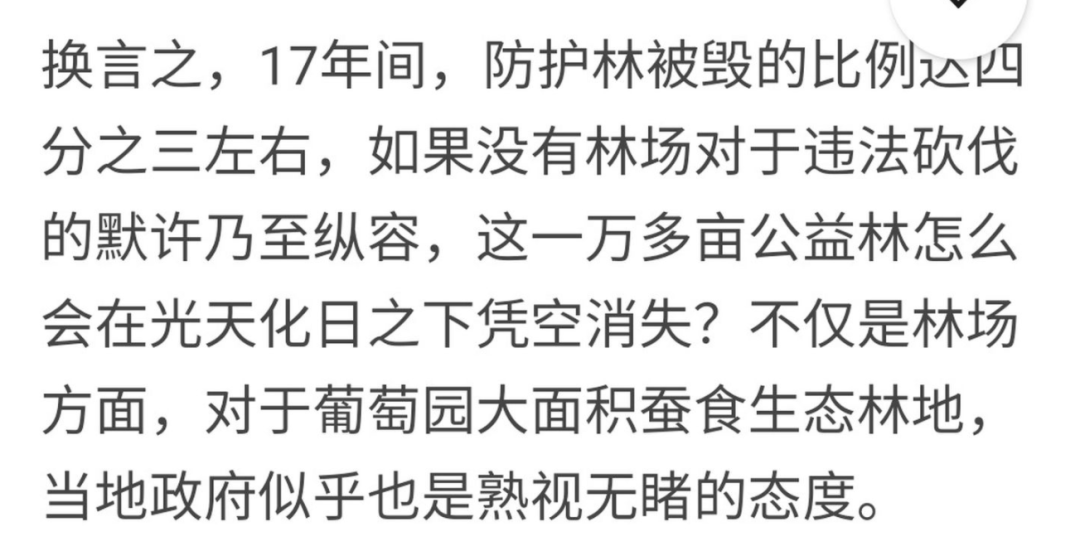 换言之，17年间，防护林被毁的比例达四
分之三左右，如果没有林场对于违法砍伐
的默许乃至纵容，这一万多亩公益林怎么
会在光天化日之下凭空消失？不仅是林场
方面，对于葡萄园大面积蚕食生态林地，
当地政府似乎也是熟视无睹的态度。